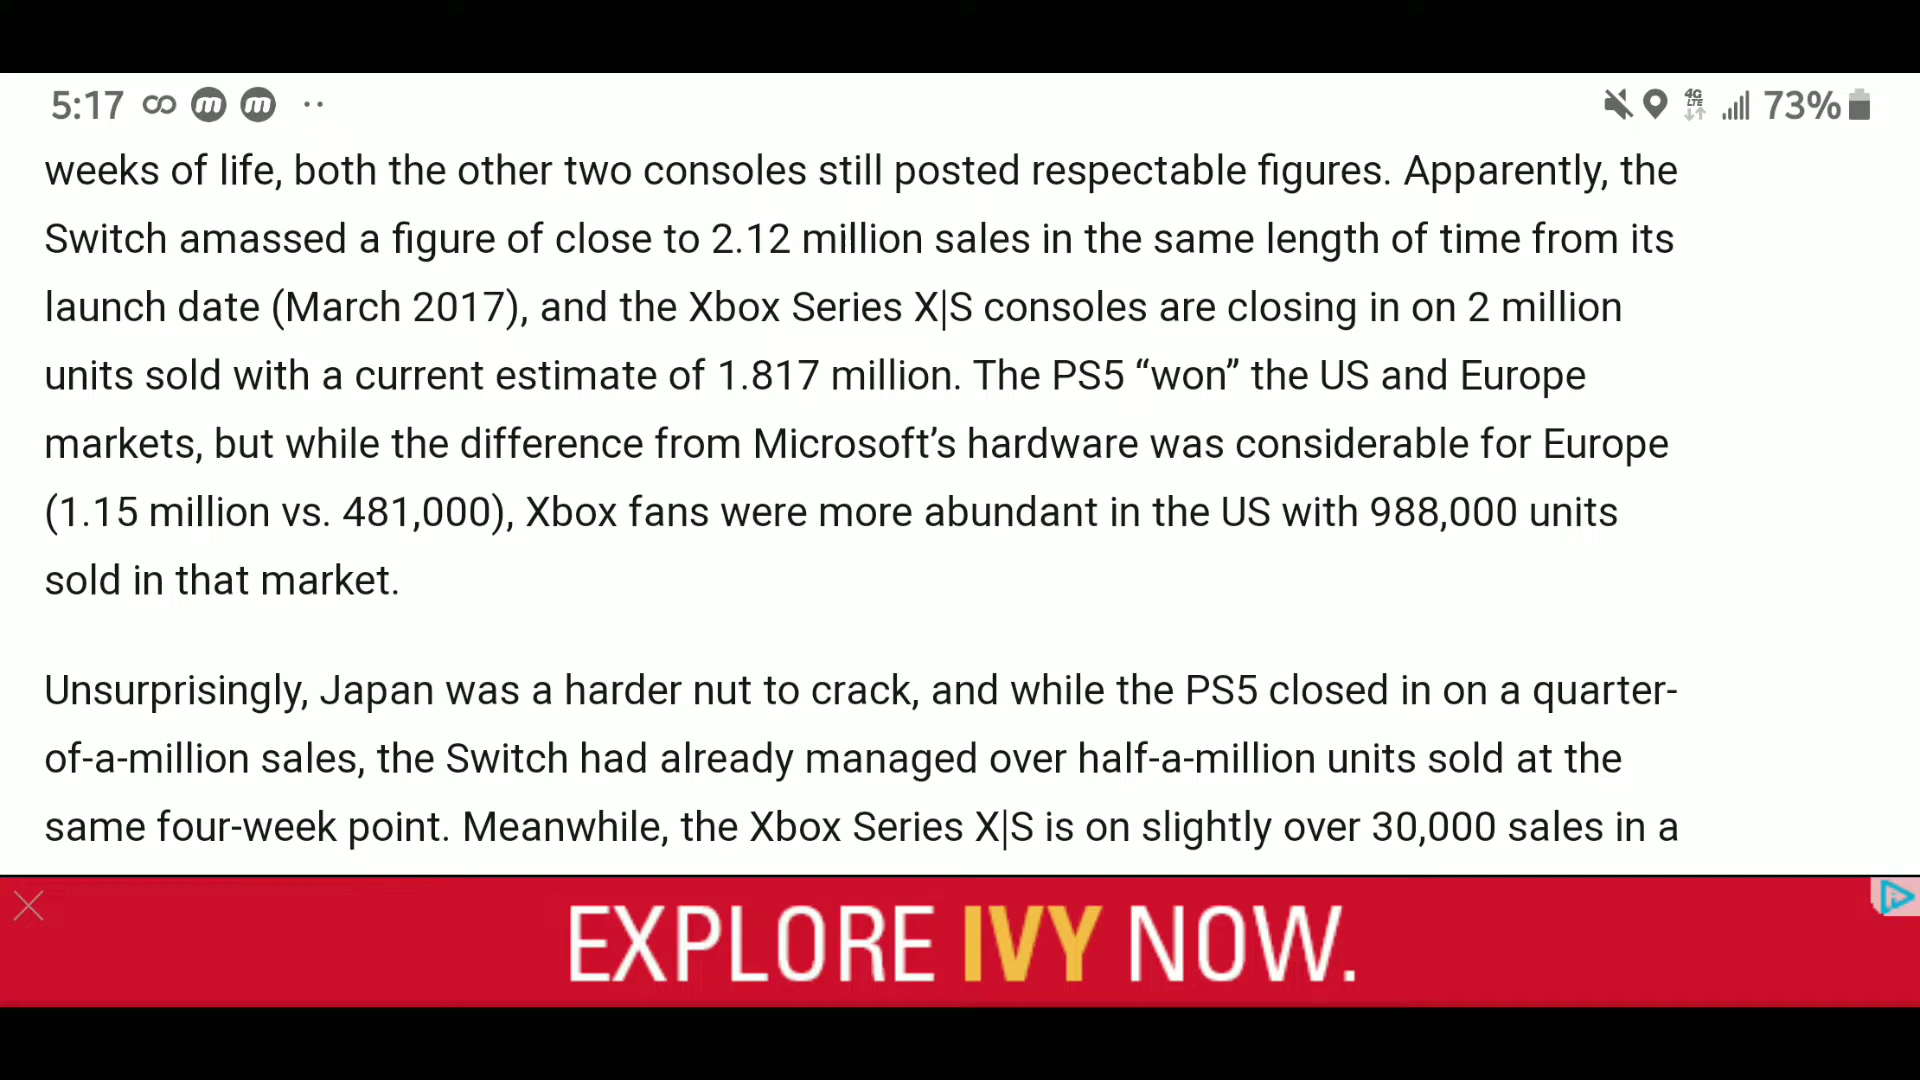 5:17
4G LTE 73%
weeks of life, both the other two consoles still posted respectable figures. Apparently, the
Switch amassed a figure of close to 2.12 million sales in the same length of time from its
launch date (March 2017), and the Xbox Series X|S consoles are closing in on 2 million
units sold with a current estimate of 1.817 million. The PS5 “won” the US and Europe
markets, but while the difference from Microsoft’s hardware was considerable for Europe
(1.15 million vs. 481,000), Xbox fans were more abundant in the US with 988,000 units
sold in that market.
Unsurprisingly, Japan was a harder nut to crack, and while the PS5 closed in on a quarter-
of-a-million sales, the Switch had already managed over half-a-million units sold at the
same four-week point. Meanwhile, the Xbox Series X|S is on slightly over 30,000 sales in a
EXPLORE IVY NOW.